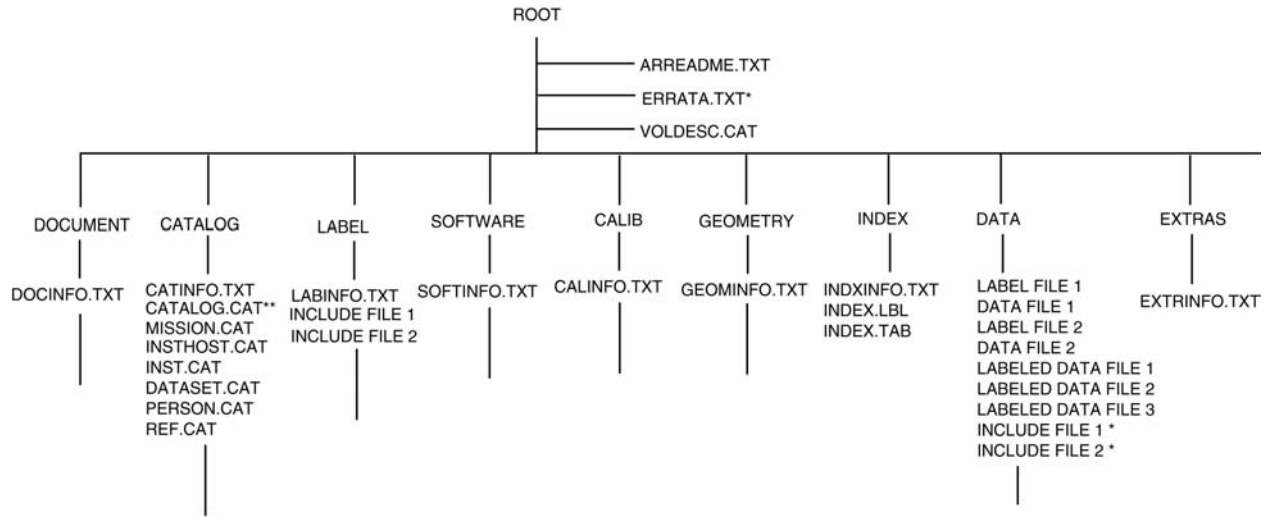 ROOT
ARREADME.TXT
ERRATA.TXT*
VOLDESC.CAT
DOCUMENT
DOCINFO.TXT
CATALOG
CATINFO.TXT
CATALOG.CAT**
MISSION.CAT
INSTHOST.CAT
INST.CAT
DATASET.CAT
PERSON.CAT
REF.CAT
LABEL
LABINFO.TXT
INCLUDE FILE 1
INCLUDE FILE 2
SOFTWARE
SOFTINFO.TXT
CALIB
CALINFO.TXT
GEOMETRY
GEOMINFO.TXT
INDEX
INDXINFO.TXT
INDEX.LBL
INDEX.TAB
DATA
LABEL FILE 1
DATA FILE 1
LABEL FILE 2
DATA FILE 2
LABELED DATA FILE 1
LABELED DATA FILE 2
LABELED DATA FILE 3
INCLUDE FILE 1 *
INCLUDE FILE 2 *
EXTRAS
EXTRINFO.TXT